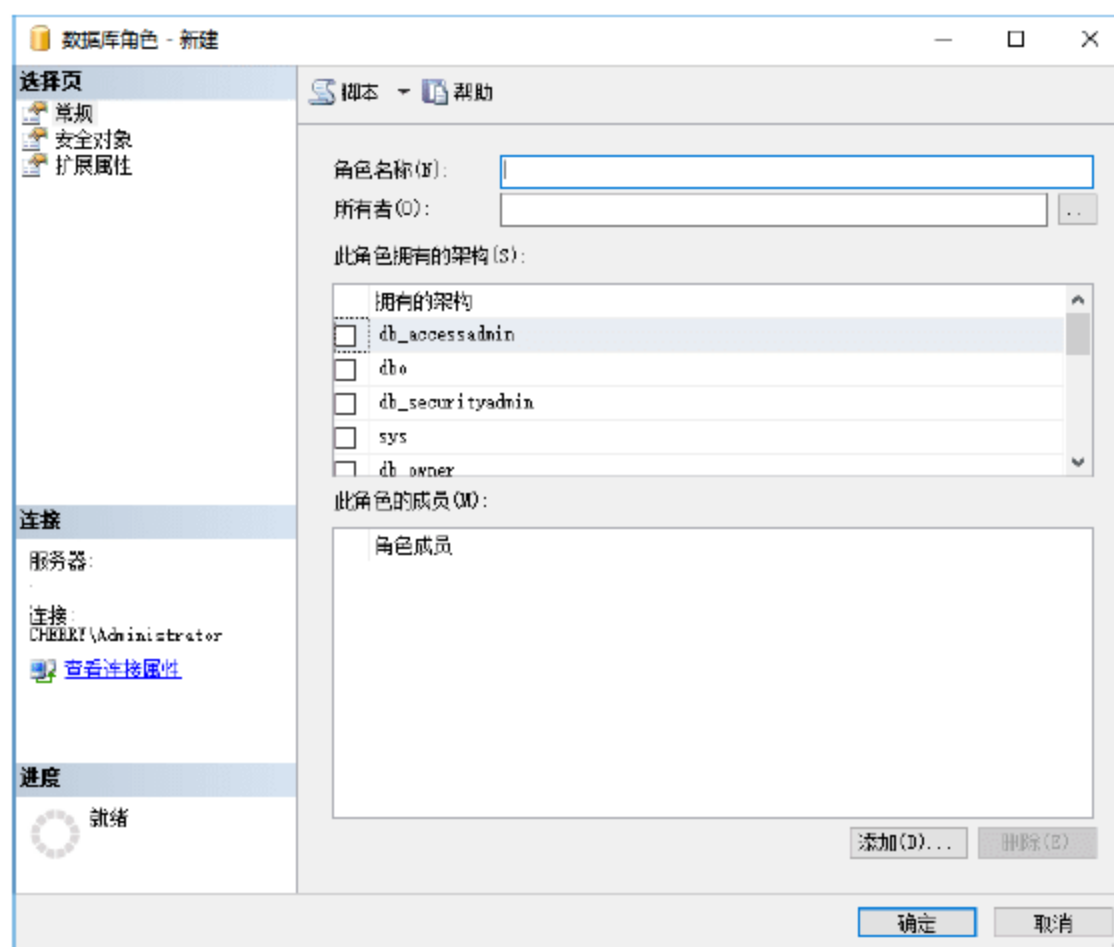 数据库角色 - 新建
选择页
常规
安全对象
扩展属性
脚本
帮助
角色名称(N):
所有者(O):
..
此角色拥有的架构(S):
拥有的架构
db_accessadmin
dbo
db_securityadmin
sys
db_owner
此角色的成员(M):
角色成员
添加(D)...
删除(E)
连接
服务器:
.
连接:
CHERRY\Administrator
查看连接属性
进度
就绪
确定
取消